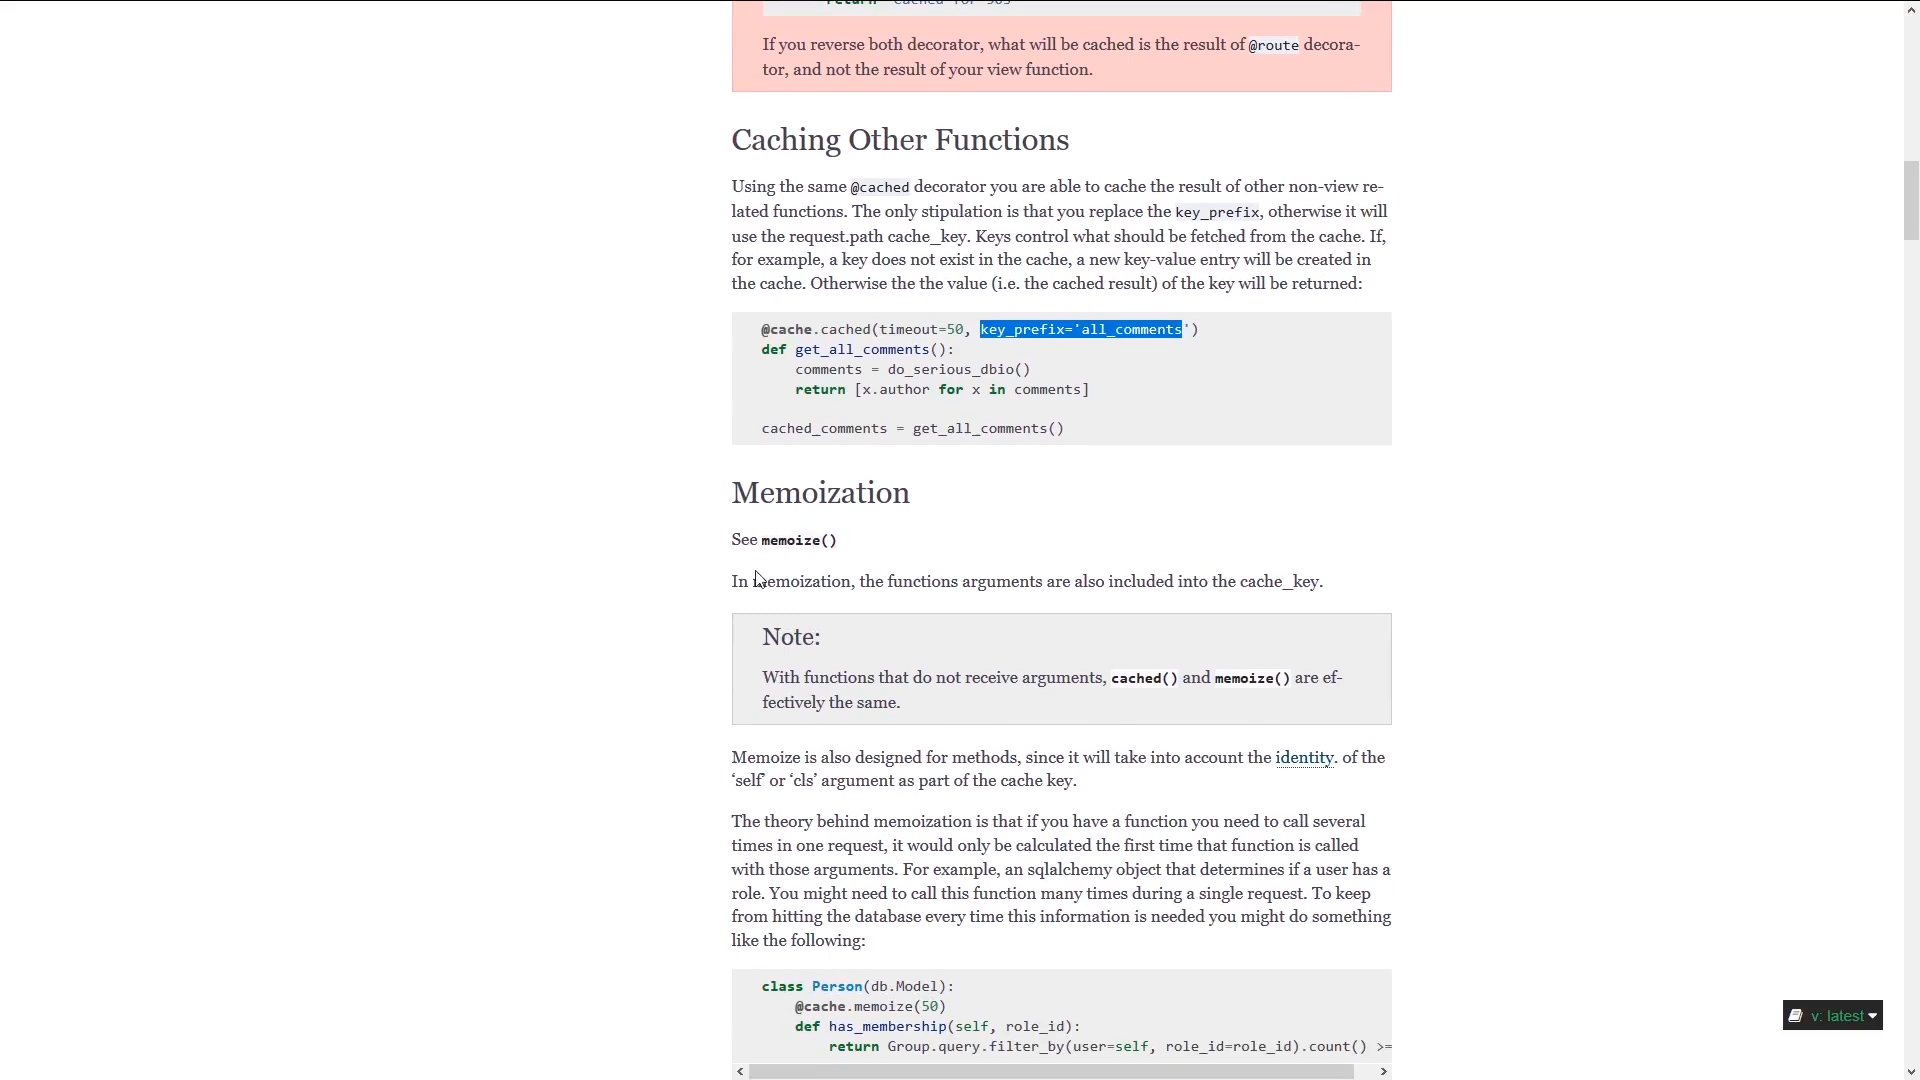 return 'Cached for 50s'
If you reverse both decorator, what will be cached is the result of @route decora-
tor, and not the result of your view function.
Caching Other Functions
Using the same @cached decorator you are able to cache the result of other non-view re-
lated functions. The only stipulation is that you replace the key_prefix, otherwise it will
use the request.path cache_key. Keys control what should be fetched from the cache. If,
for example, a key does not exist in the cache, a new key-value entry will be created in
the cache. Otherwise the the value (i.e. the cached result) of the key will be returned:
@cache.cached(timeout=50, key_prefix='all_comments')
def get_all_comments():
comments = do_serious_dbio()
return [x.author for x in comments]
cached_comments = get_all_comments()
Memoization
See memoize()
In memoization, the functions arguments are also included into the cache_key.
Note:
With functions that do not receive arguments, cached() and memoize() are ef-
fectively the same.
Memoize is also designed for methods, since it will take into account the identity. of the
‘self’ or ‘cls’ argument as part of the cache key.
The theory behind memoization is that if you have a function you need to call several
times in one request, it would only be calculated the first time that function is called
with those arguments. For example, an sqlalchemy object that determines if a user has a
role. You might need to call this function many times during a single request. To keep
from hitting the database every time this information is needed you might do something
like the following:
class Person(db.Model):
@cache.memoize(50)
def has_membership(self, role_id):
return Group.query.filter_by(user=self, role_id=role_id).count() >=
v: latest